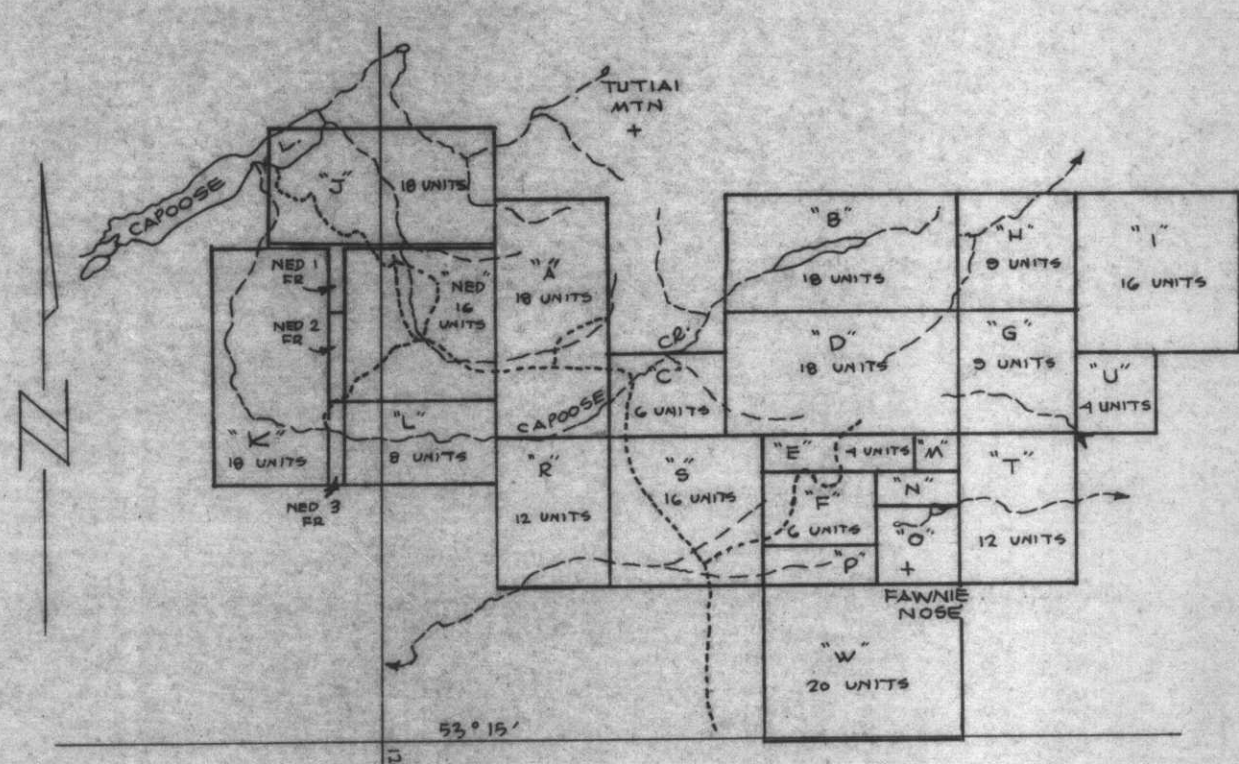 TUTIAI
MTN
+
CAPOOSE
L.
"J"
18 UNITS
"B"
18 UNITS
"H"
9 UNITS
"I"
16 UNITS
NED 1
FR
NED 2
FR
"NED"
16
UNITS
"A"
18 UNITS
CAPOOSE
CR.
"D"
18 UNITS
"G"
9 UNITS
"U"
4 UNITS
C
6 UNITS
"K"
18 UNITS
"L"
8 UNITS
NED 3
FR
"R"
12 UNITS
"S"
16 UNITS
"E"
4 UNITS
"M"
"F"
6 UNITS
"N"
"O"
+
"P"
"T"
12 UNITS
FAWNIE
NOSE
"W"
20 UNITS
53° 15'
N